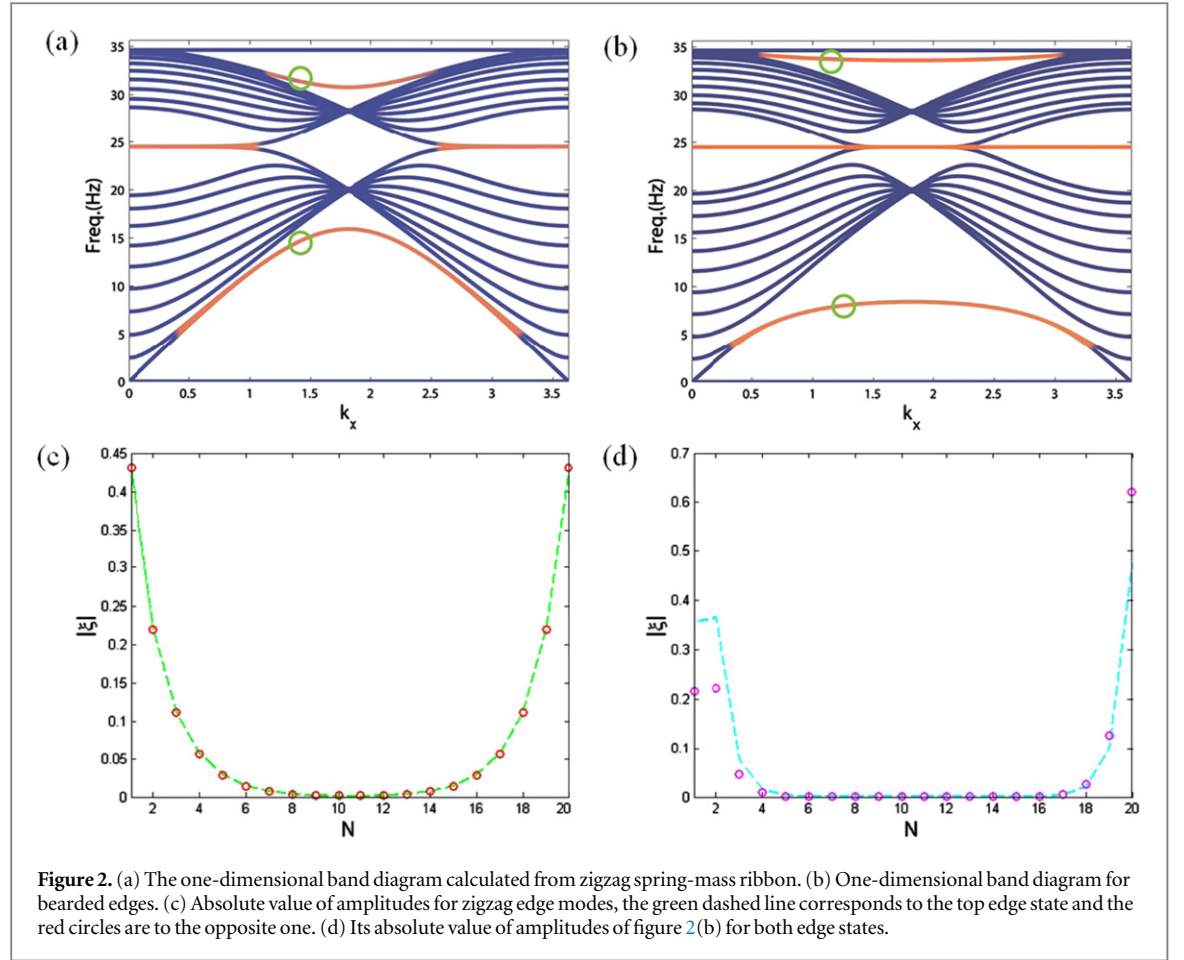 (a)
35
30
25
20
15
10
5
0
Freq.(Hz)
0 0.5 1 1.5 2 2.5 3 3.5
k_x
(b)
35
30
25
20
15
10
5
0
Freq.(Hz)
0 0.5 1 1.5 2 2.5 3 3.5
k_x
(c)
0.45
0.4
0.35
0.3
0.25
0.2
0.15
0.1
0.05
0
|ξ|
2 4 6 8 10 12 14 16 18 20
N
(d)
0.7
0.6
0.5
0.4
0.3
0.2
0.1
0
|ξ|
2 4 6 8 10 12 14 16 18 20
N
Figure 2. (a) The one-dimensional band diagram calculated from zigzag spring-mass ribbon. (b) One-dimensional band diagram for
bearded edges. (c) Absolute value of amplitudes for zigzag edge modes, the green dashed line corresponds to the top edge state and the
red circles are to the opposite one. (d) Its absolute value of amplitudes of figure 2(b) for both edge states.